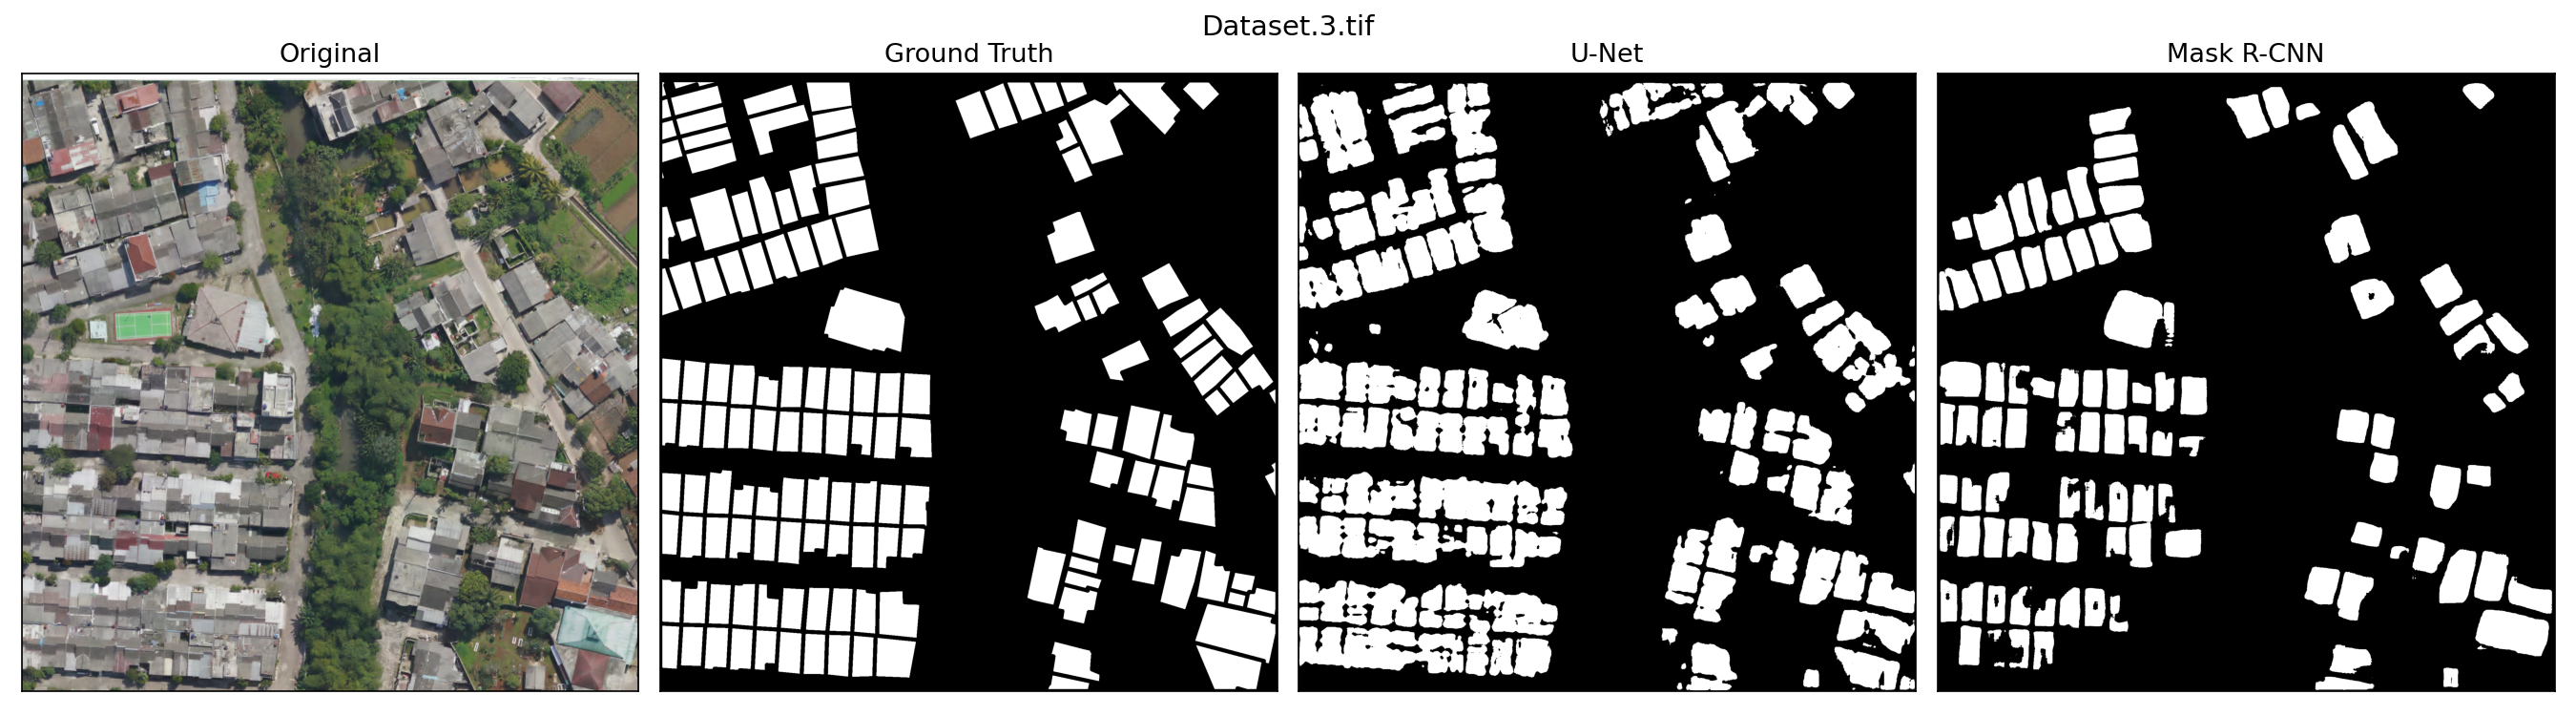 Dataset.3.tif
Original
Ground Truth
U-Net
Mask R-CNN